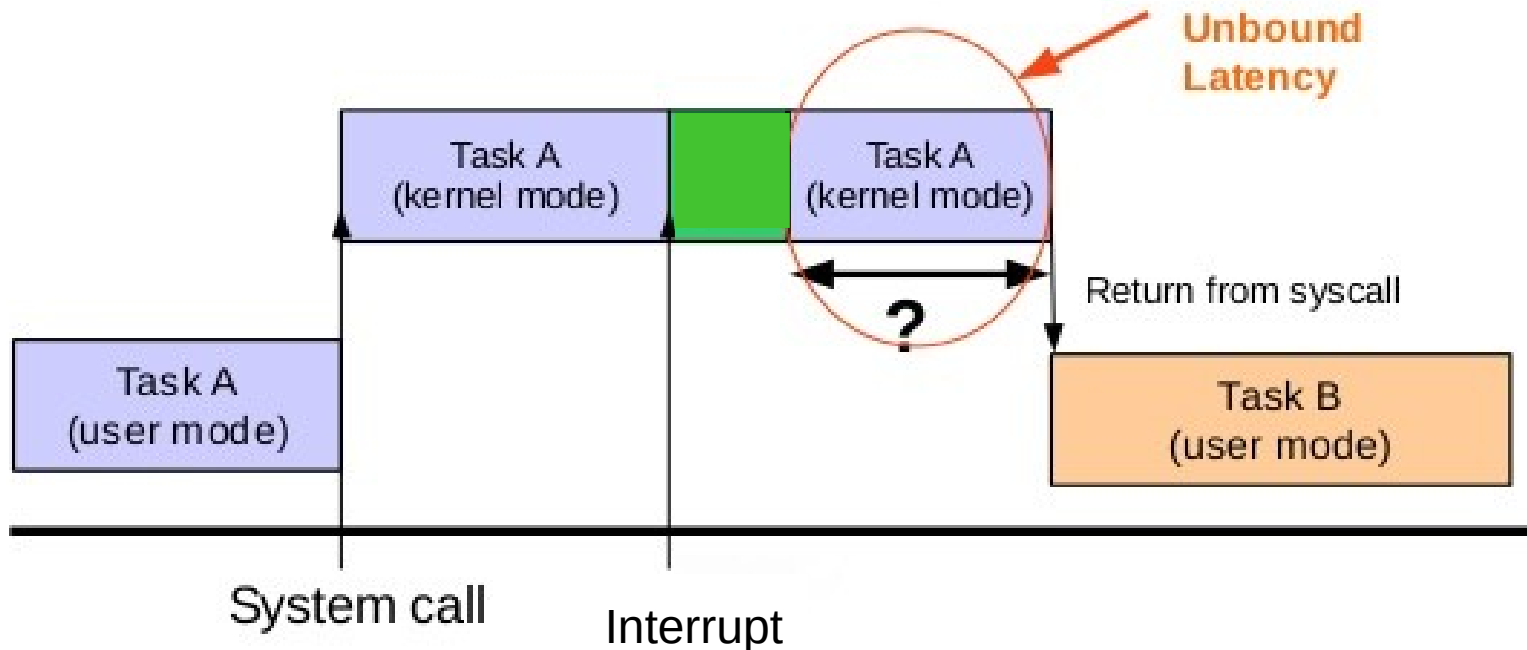 Unbound
Latency
Task A
(kernel mode)
Task A
(kernel mode)
?
Return from syscall
Task A
(user mode)
Task B
(user mode)
System call
Interrupt